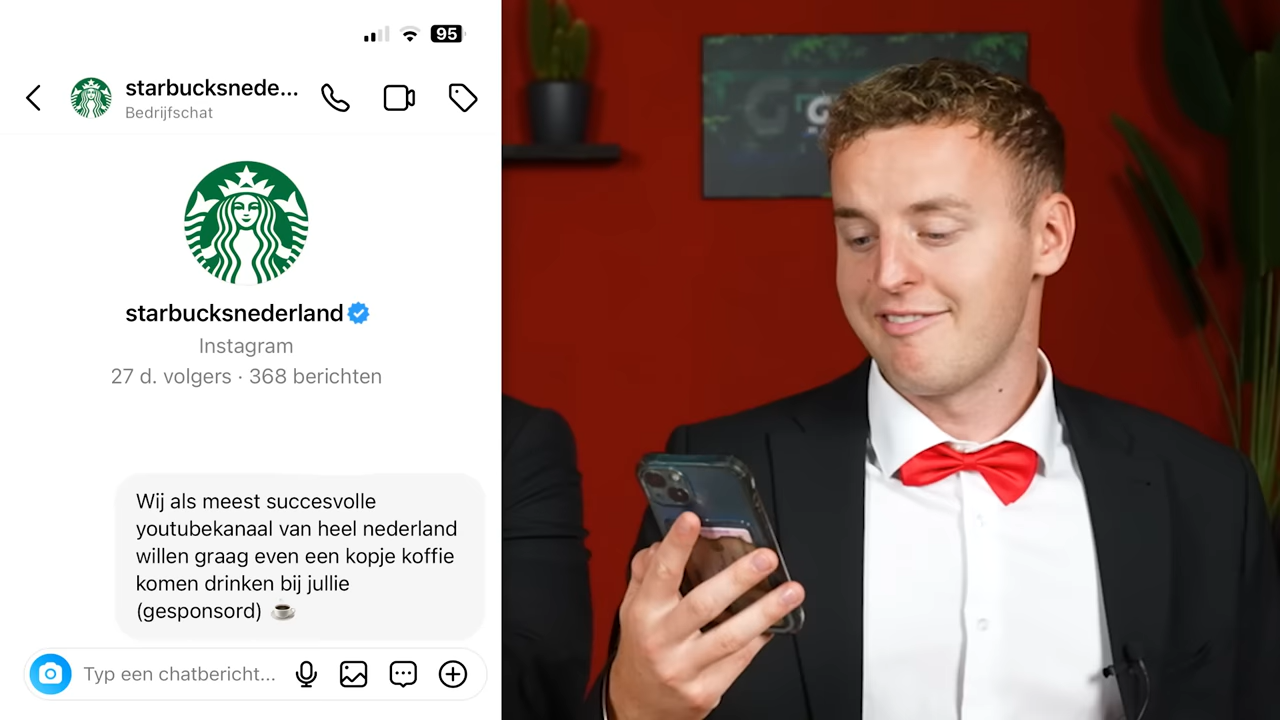 95
starbucksnede...
Bedrijfschat
starbucksnederland
Instagram
27 d. volgers · 368 berichten
Wij als meest succesvolle
youtubekanaal van heel nederland
willen graag even een kopje koffie
komen drinken bij jullie
(gesponsord) ☕
Typ een chatbericht...
G